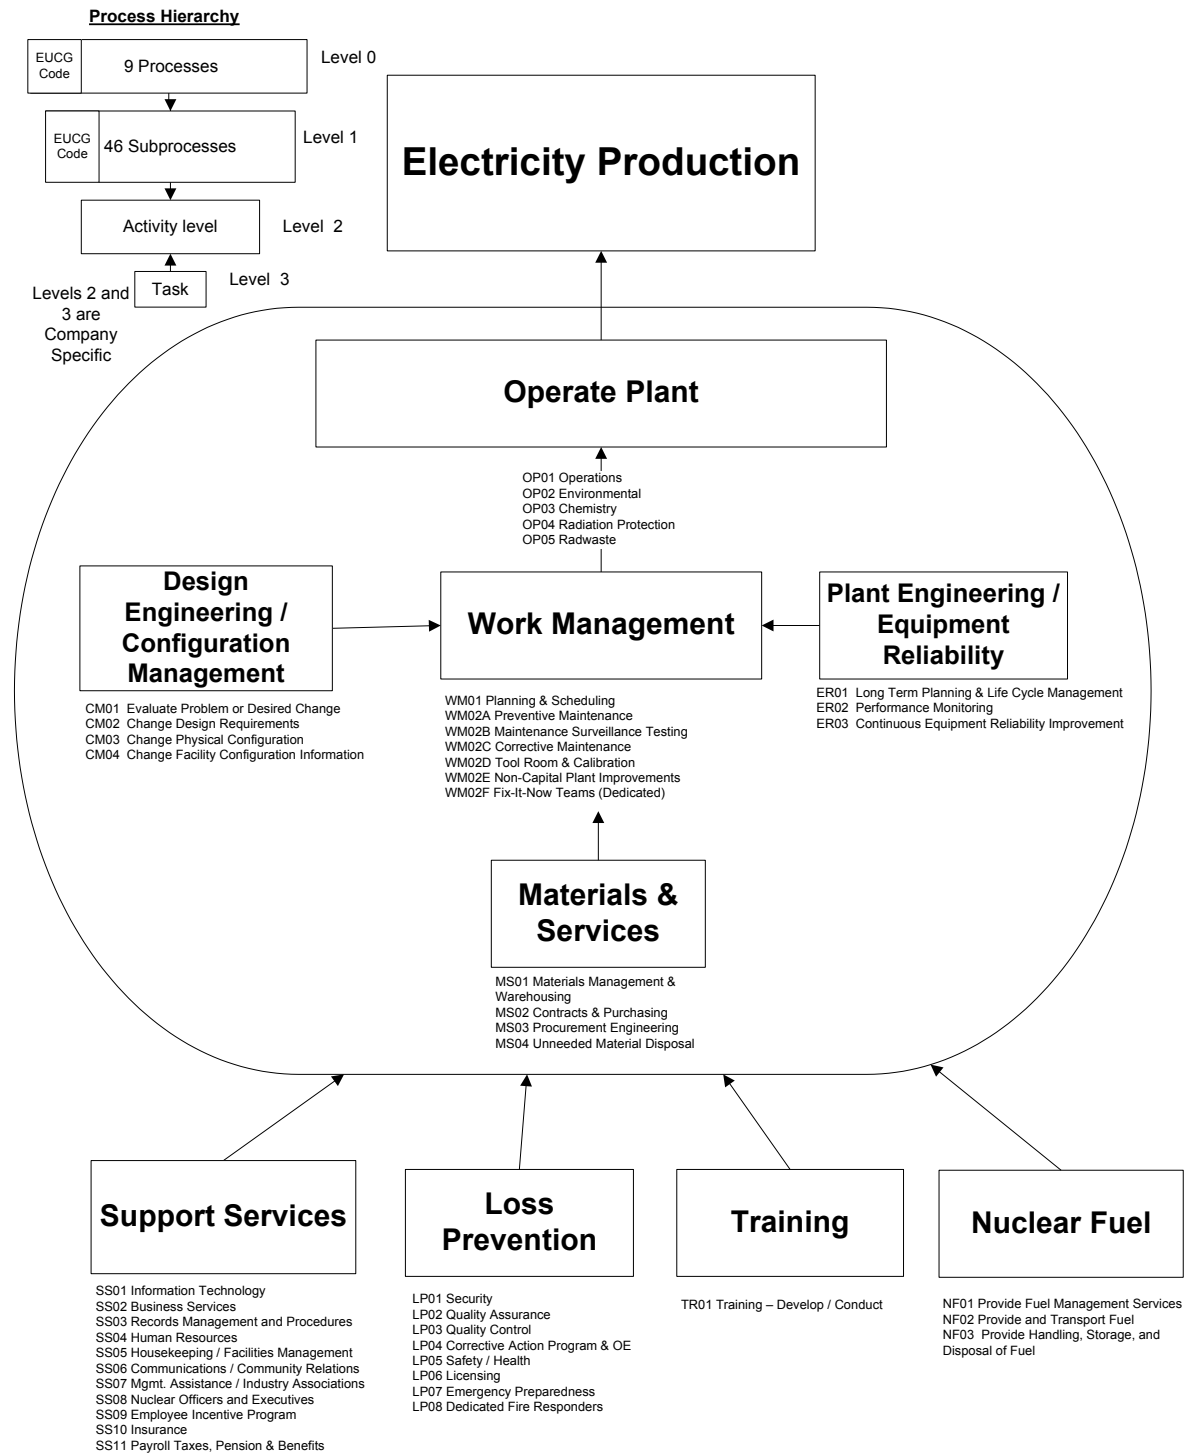 Process Hierarchy
EUCG
Code
9 Processes
Level 0
EUCG
Code
46 Subprocesses
Level 1
Activity level
Level 2
Task
Level 3
Levels 2 and
3 are
Company
Specific
Electricity Production
Operate Plant
OP01 Operations
OP02 Environmental
OP03 Chemistry
OP04 Radiation Protection
OP05 Radwaste
Design
Engineering /
Configuration
Management
CM01 Evaluate Problem or Desired Change
CM02 Change Design Requirements
CM03 Change Physical Configuration
CM04 Change Facility Configuration Information
Work Management
WM01 Planning & Scheduling
WM02A Preventive Maintenance
WM02B Maintenance Surveillance Testing
WM02C Corrective Maintenance
WM02D Tool Room & Calibration
WM02E Non-Capital Plant Improvements
WM02F Fix-It-Now Teams (Dedicated)
Plant Engineering /
Equipment
Reliability
ER01 Long Term Planning & Life Cycle Management
ER02 Performance Monitoring
ER03 Continuous Equipment Reliability Improvement
Materials &
Services
MS01 Materials Management &
Warehousing
MS02 Contracts & Purchasing
MS03 Procurement Engineering
MS04 Unneeded Material Disposal
Support Services
SS01 Information Technology
SS02 Business Services
SS03 Records Management and Procedures
SS04 Human Resources
SS05 Housekeeping / Facilities Management
SS06 Communications / Community Relations
SS07 Mgmt. Assistance / Industry Associations
SS08 Nuclear Officers and Executives
SS09 Employee Incentive Program
SS10 Insurance
SS11 Payroll Taxes, Pension & Benefits
Loss
Prevention
LP01 Security
LP02 Quality Assurance
LP03 Quality Control
LP04 Corrective Action Program & OE
LP05 Safety / Health
LP06 Licensing
LP07 Emergency Preparedness
LP08 Dedicated Fire Responders
Training
TR01 Training – Develop / Conduct
Nuclear Fuel
NF01 Provide Fuel Management Services
NF02 Provide and Transport Fuel
NF03 Provide Handling, Storage, and
Disposal of Fuel